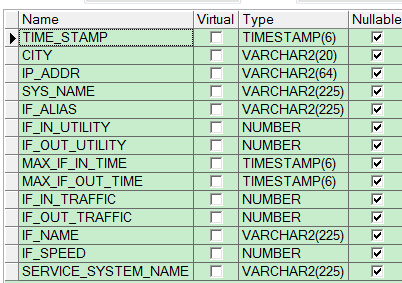 Name Virtual Type Nullable
TIME_STAMP TIMESTAMP(6)
CITY VARCHAR2(20)
IP_ADDR VARCHAR2(64)
SYS_NAME VARCHAR2(225)
IF_ALIAS VARCHAR2(225)
IF_IN_UTILITY NUMBER
IF_OUT_UTILITY NUMBER
MAX_IF_IN_TIME TIMESTAMP(6)
MAX_IF_OUT_TIME TIMESTAMP(6)
IF_IN_TRAFFIC NUMBER
IF_OUT_TRAFFIC NUMBER
IF_NAME VARCHAR2(225)
IF_SPEED NUMBER
SERVICE_SYSTEM_NAME VARCHAR2(225)